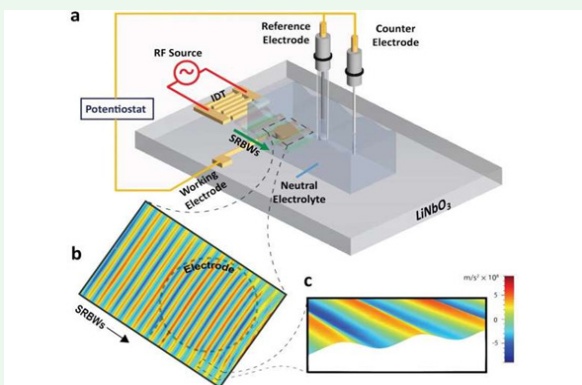 a
Reference
Electrode
Counter
Electrode
RF Source
IDT
Potentiostat
SRBWs
Working
Electrode
Neutral
Electrolyte
LiNbO₃
b
Electrode
SRBWs
c
m/s² × 10⁸
5
0
-5